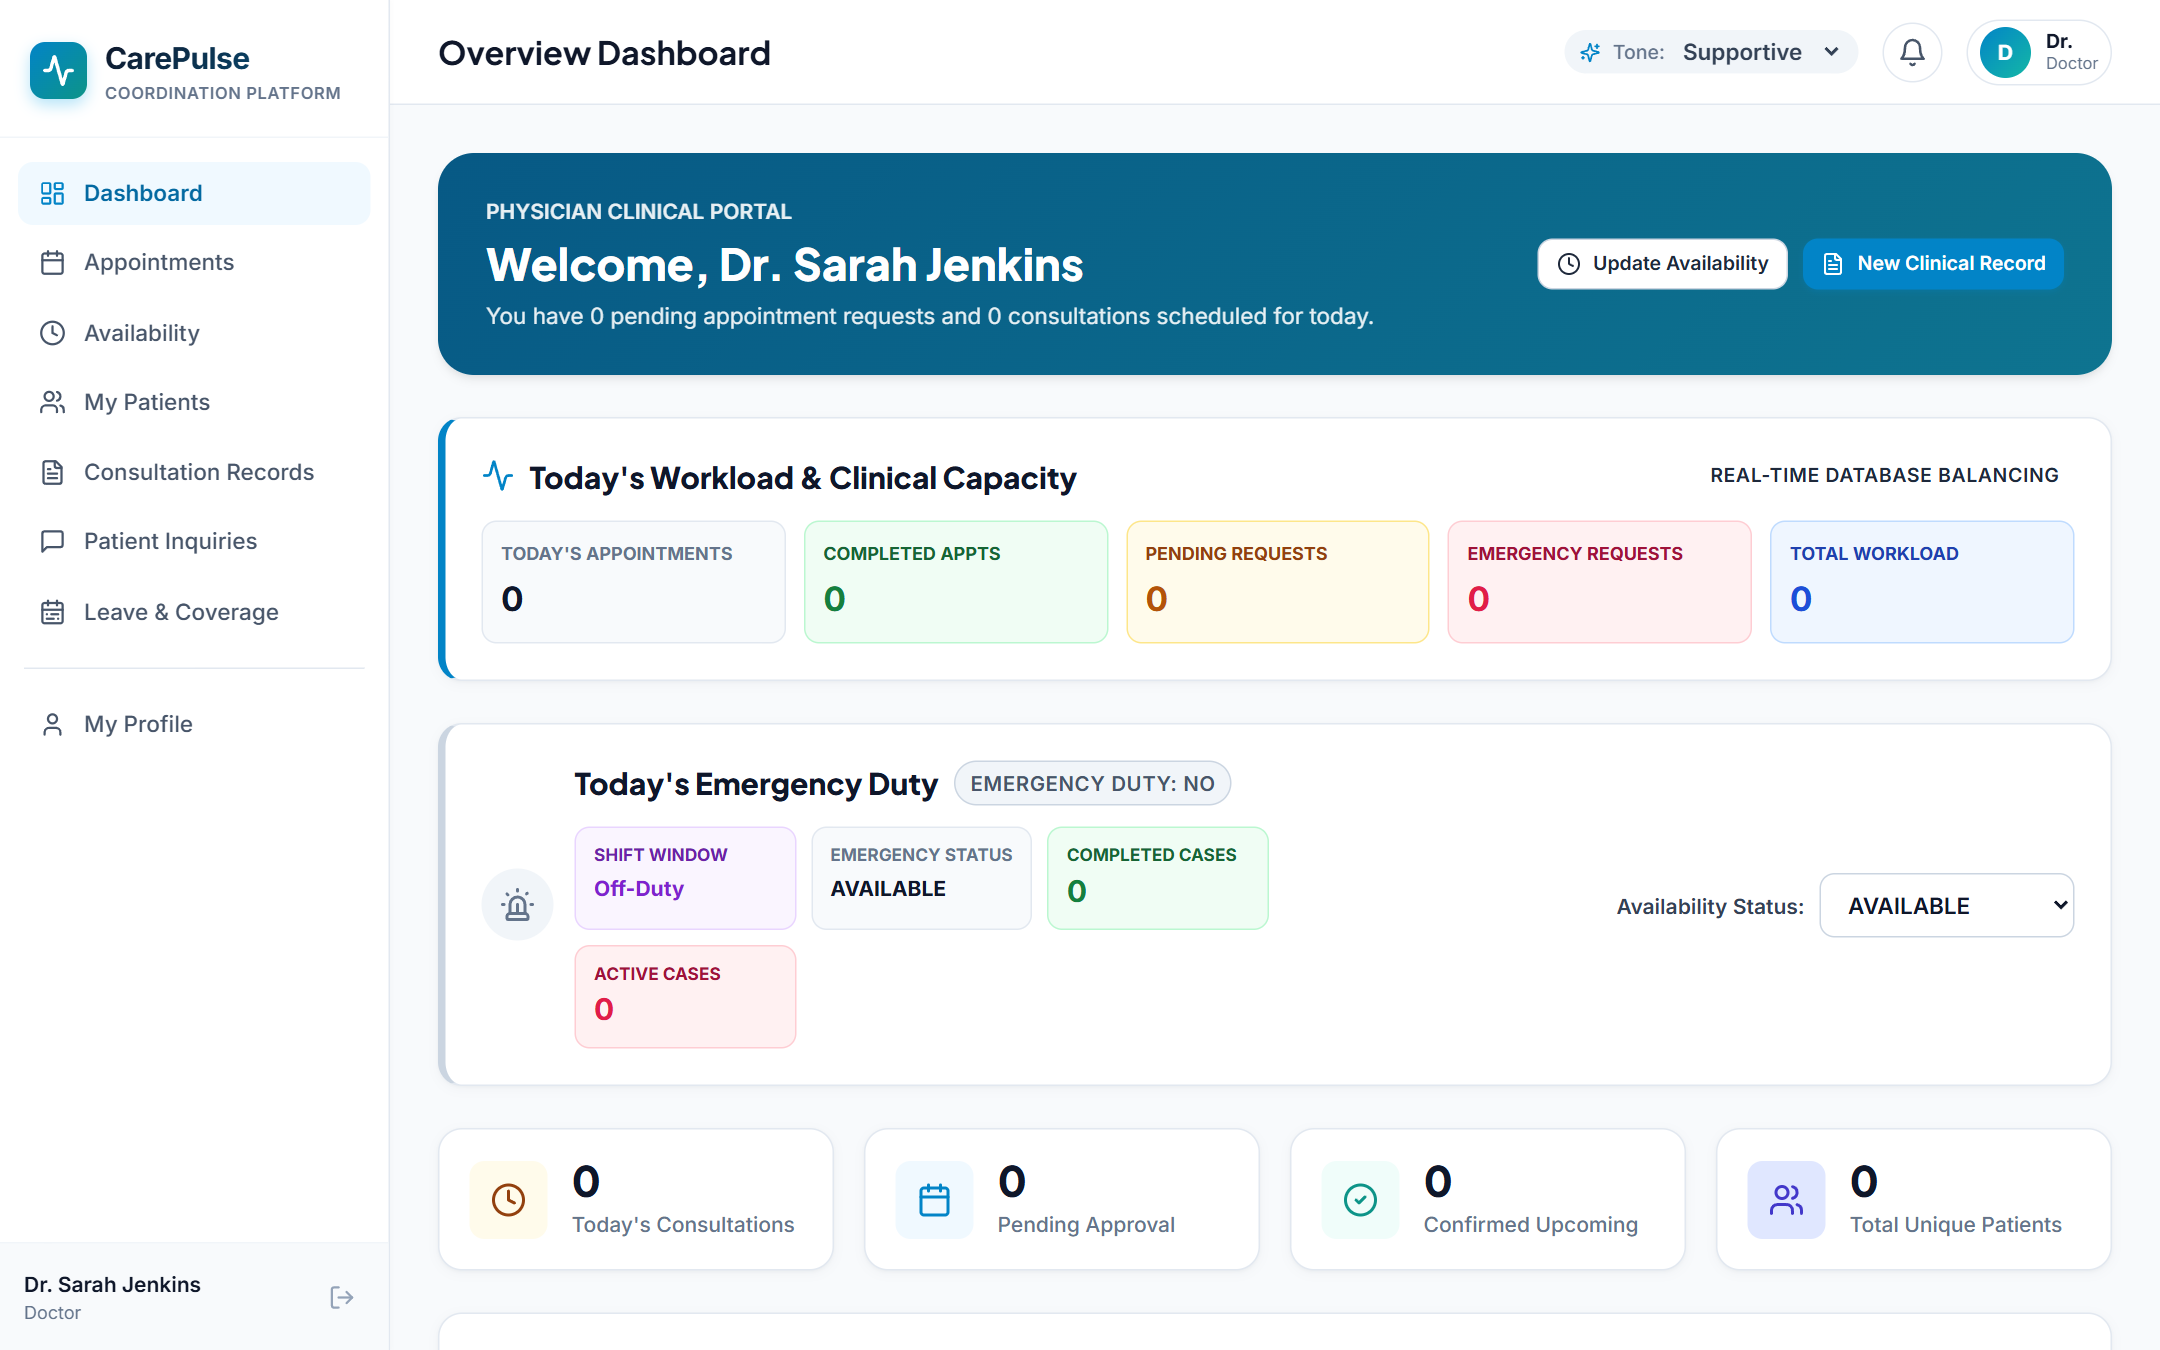 CarePulse
COORDINATION PLATFORM
Dashboard
Appointments
Availability
My Patients
Consultation Records
Patient Inquiries
Leave & Coverage
My Profile
Dr. Sarah Jenkins
Doctor
Overview Dashboard
Tone: Supportive
D
Dr.
Doctor
PHYSICIAN CLINICAL PORTAL
Welcome, Dr. Sarah Jenkins
You have 0 pending appointment requests and 0 consultations scheduled for today.
Update Availability
New Clinical Record
Today's Workload & Clinical Capacity
REAL-TIME DATABASE BALANCING
TODAY'S APPOINTMENTS
0
COMPLETED APPTS
0
PENDING REQUESTS
0
EMERGENCY REQUESTS
0
TOTAL WORKLOAD
0
Today's Emergency Duty
EMERGENCY DUTY: NO
SHIFT WINDOW
Off-Duty
EMERGENCY STATUS
AVAILABLE
COMPLETED CASES
0
ACTIVE CASES
0
Availability Status:
AVAILABLE
0
Today's Consultations
0
Pending Approval
0
Confirmed Upcoming
0
Total Unique Patients